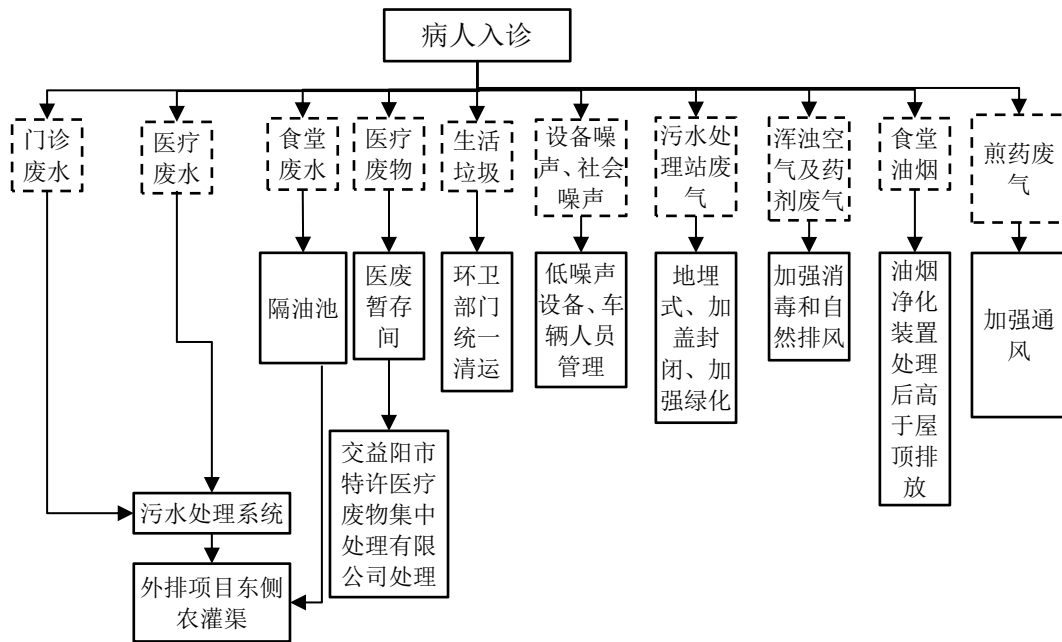 病人入诊
门诊
废水
医疗
废水
食堂
废水
医疗
废物
生活
垃圾
设备噪
声、社会
噪声
污水处
理站废
气
浑浊空
气及药
剂废气
食堂
油烟
煎药废
气
隔油池
医废
暂存
间
环卫
部门
统一
清运
低噪声
设备、车
辆人员
管理
地埋
式、加
盖封
闭、加
强绿化
加强消
毒和自
然排风
油烟
净化
装置
处理
后高
于屋
顶排
放
加强通
风
交益阳市
特许医疗
废物集中
处理有限
公司处理
污水处理系统
外排项目东侧
农灌渠